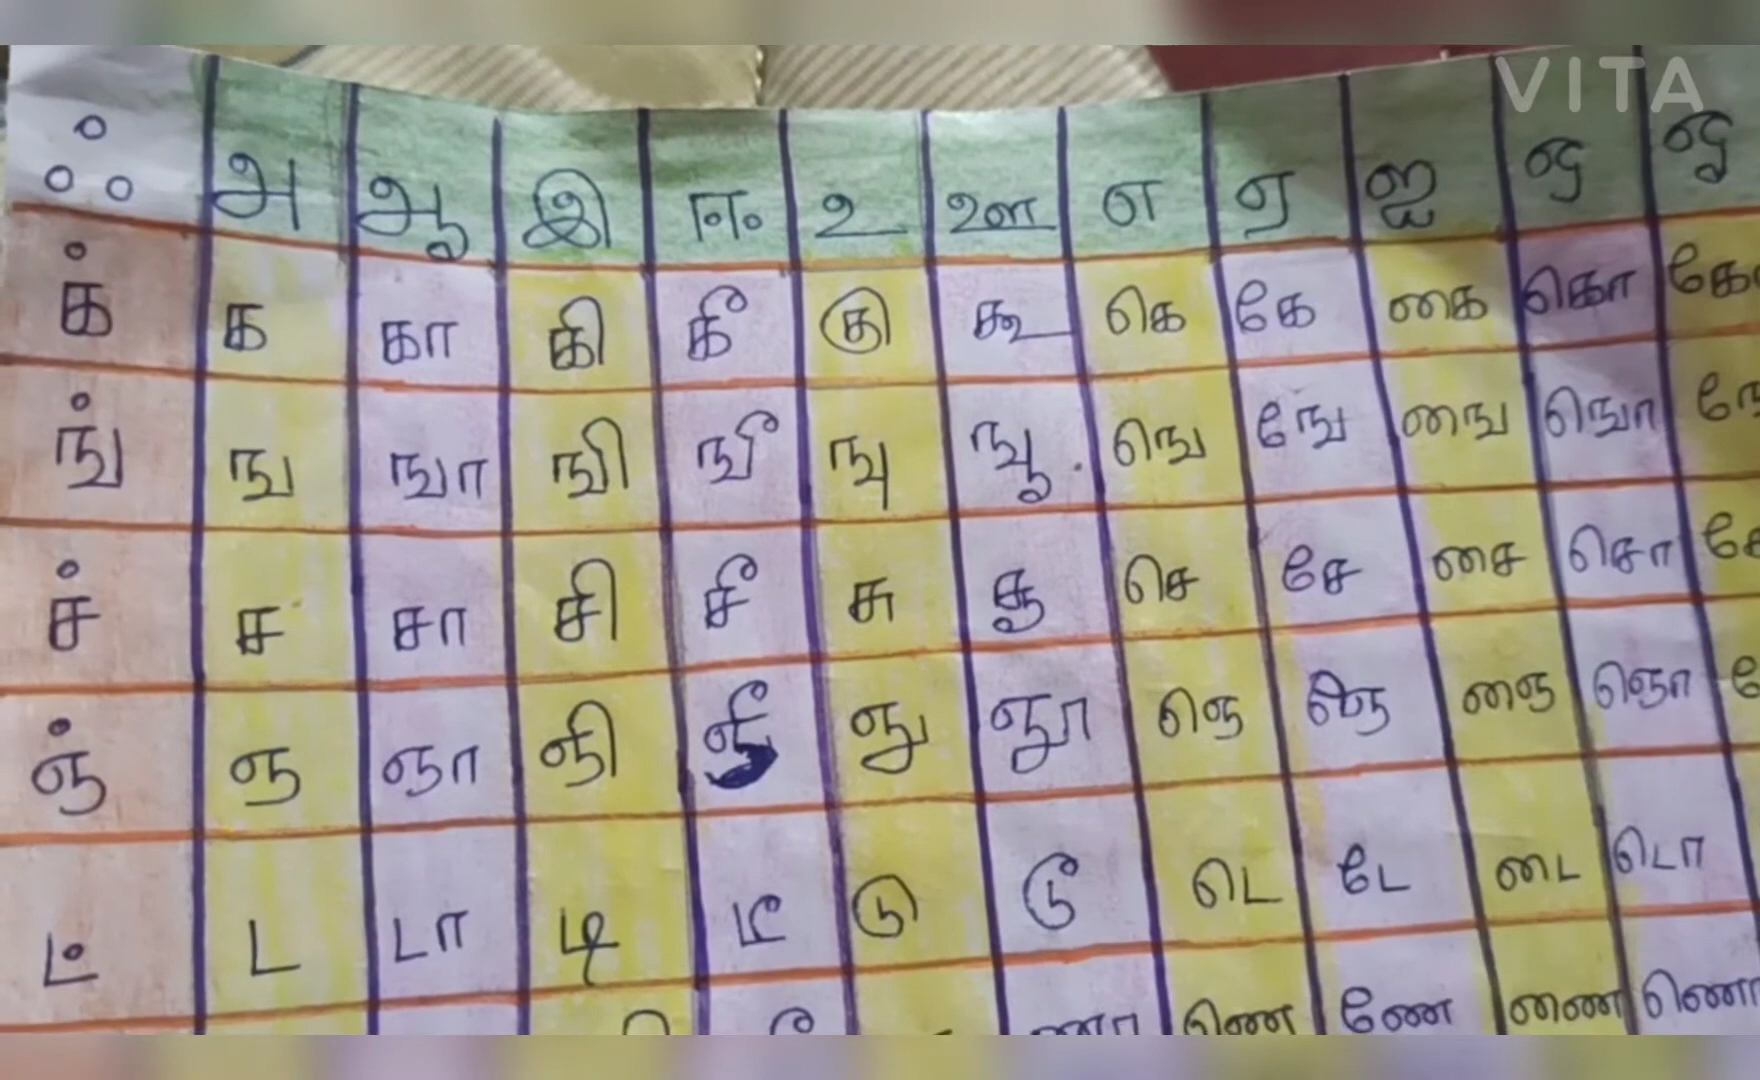 VITA
ஃ அ ஆ இ ஈ உ ஊ எ ஏ ஐ ஒ ஓ
க் க கா கி கீ கு கூ கெ கே கை கொ
ங் ங ஙா ஙி ஙீ ஙு ஙூ ஙெ ஙே ஙை ஙொ
ச் ச சா சி சீ சு சூ செ சே சை சொ
ஞ் ஞ ஞா ஞி ஞீ ஞு ஞூ ஞெ ஞே ஞை ஞொ
ட் ட டா டி டீ டு டூ டெ டே டை டொ
ணெ ணே ணை ணொ